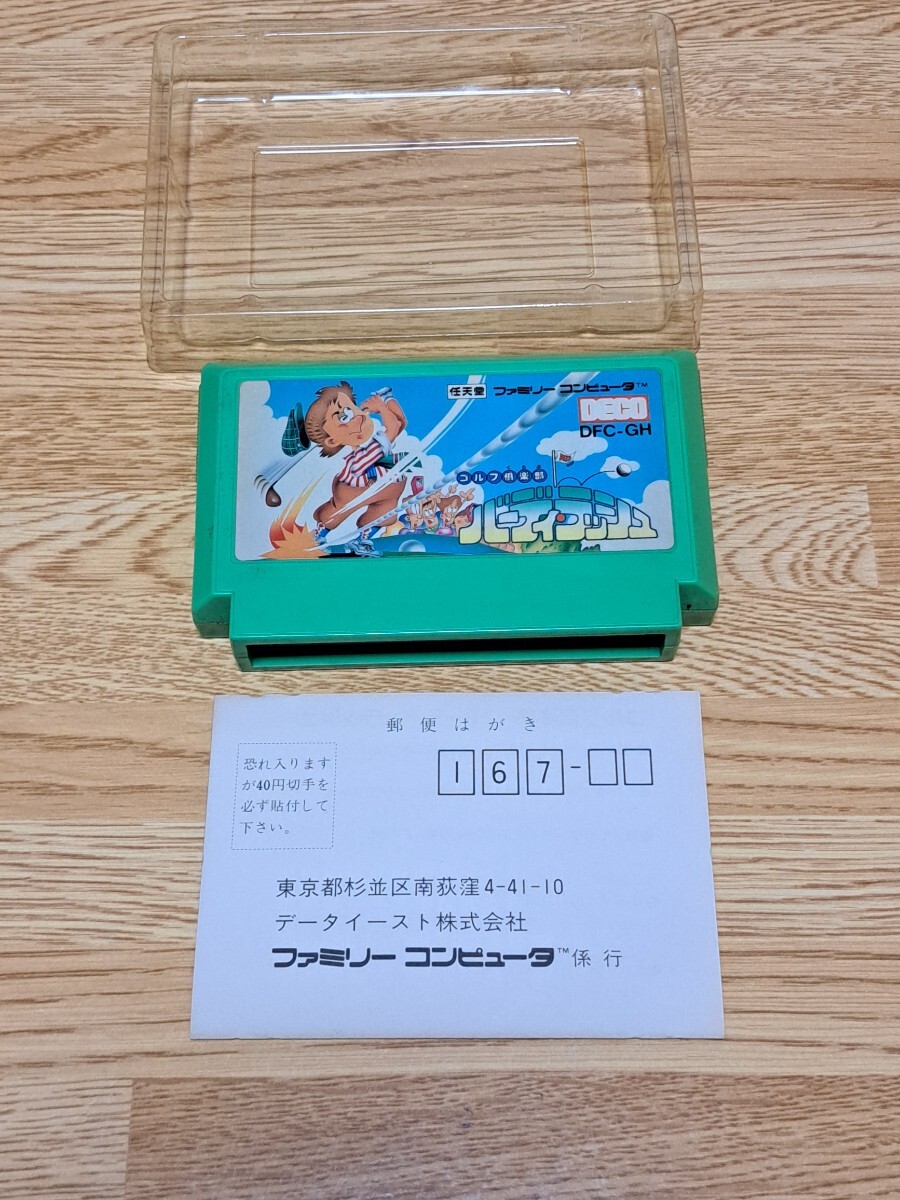 任天堂 ファミリー コンピュータ™
DECO
DFC-GH
ゴルフ倶楽部
バーディラッシュ
郵便はがき
恐れ入ります
が40円切手を
必ず貼付して
下さい。
167-
東京都杉並区南荻窪4-41-10
データイースト株式会社
ファミリー コンピュータ™係 行